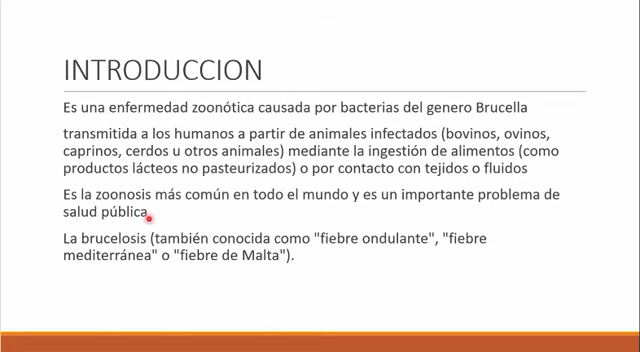 INTRODUCCION
Es una enfermedad zoonótica causada por bacterias del genero Brucella
transmitida a los humanos a partir de animales infectados (bovinos, ovinos,
caprinos, cerdos u otros animales) mediante la ingestión de alimentos (como
productos lácteos no pasteurizados) o por contacto con tejidos o fluidos
Es la zoonosis más común en todo el mundo y es un importante problema de
salud pública.
La brucelosis (también conocida como "fiebre ondulante", "fiebre
mediterránea" o "fiebre de Malta").